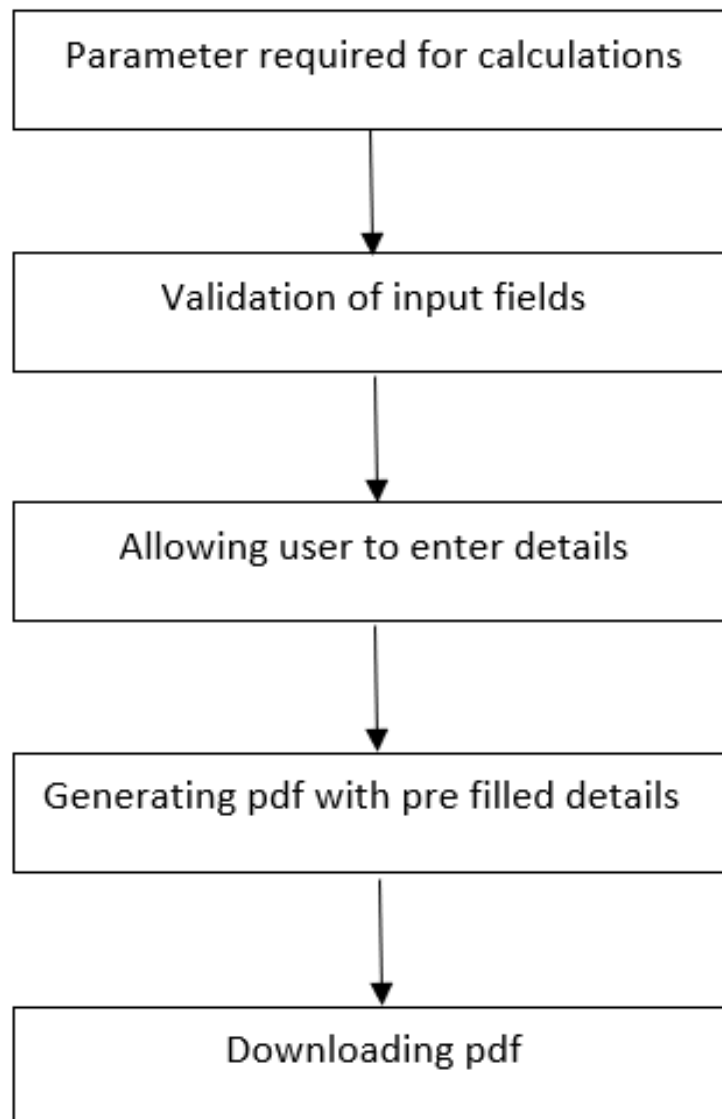 Parameter required for calculations
Validation of input fields
Allowing user to enter details
Generating pdf with pre filled details
Downloading pdf